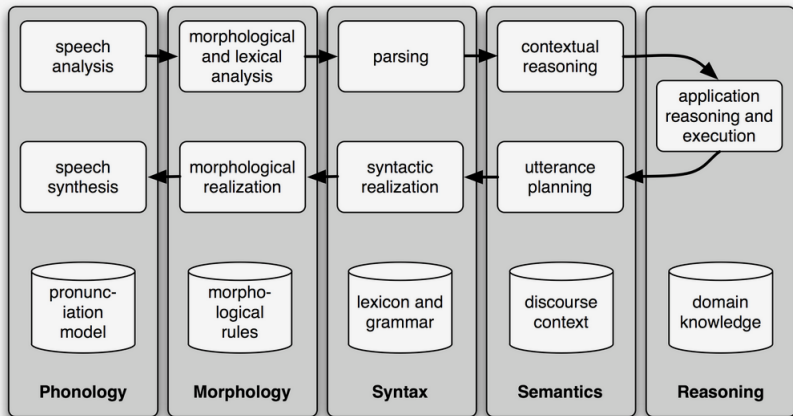 speech
analysis
morphological
and lexical
analysis
parsing
contextual
reasoning
application
reasoning and
execution
speech
synthesis
morphological
realization
syntactic
realization
utterance
planning
pronunc-
iation
model
morpho-
logical
rules
lexicon and
grammar
discourse
context
domain
knowledge
Phonology
Morphology
Syntax
Semantics
Reasoning